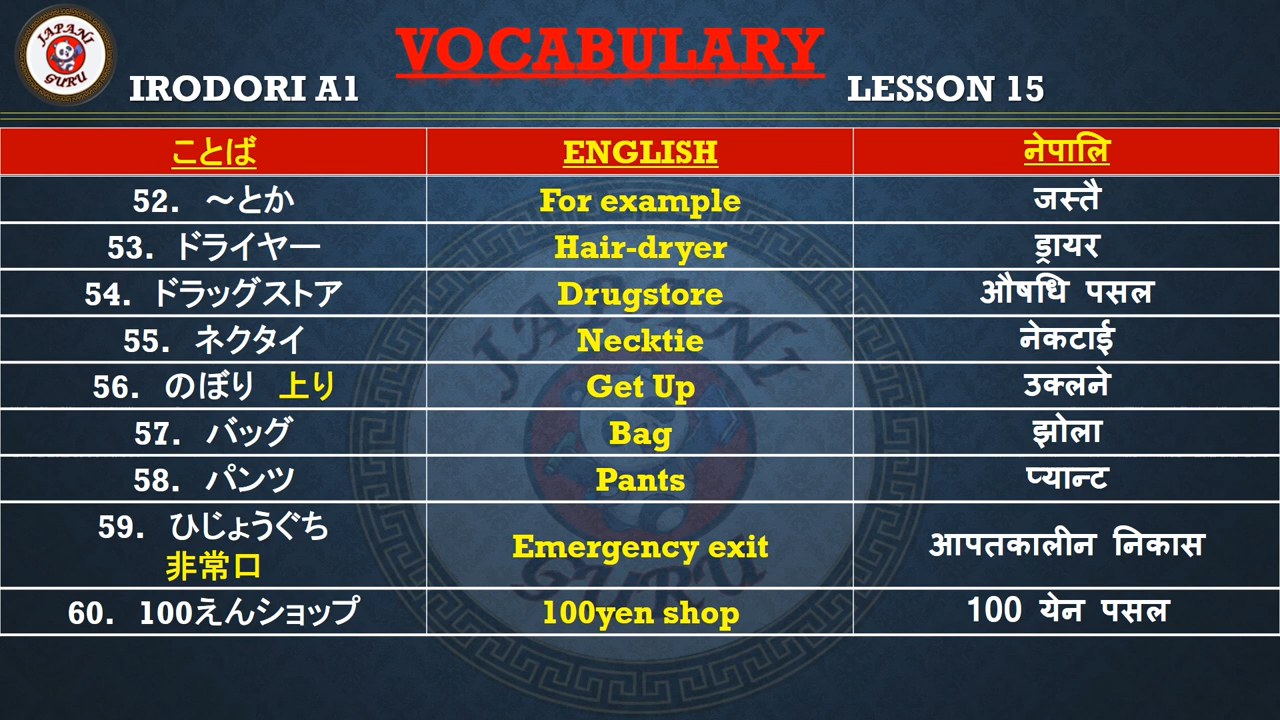 JAPANI
GURU
VOCABULARY
IRODORI A1
LESSON 15
ことば ENGLISH नेपालि
52. ~とか For example जस्तै
53. ドライヤー Hair-dryer ड्रायर
54. ドラッグストア Drugstore औषधि पसल
55. ネクタイ Necktie नेकटाई
56. のぼり 上り Get Up उक्लने
57. バッグ Bag झोला
58. パンツ Pants प्यान्ट
59. ひじょうぐち
非常口 Emergency exit आपतकालीन निकास
60. 100えんショップ 100yen shop 100 येन पसल
JAPANI
GURU